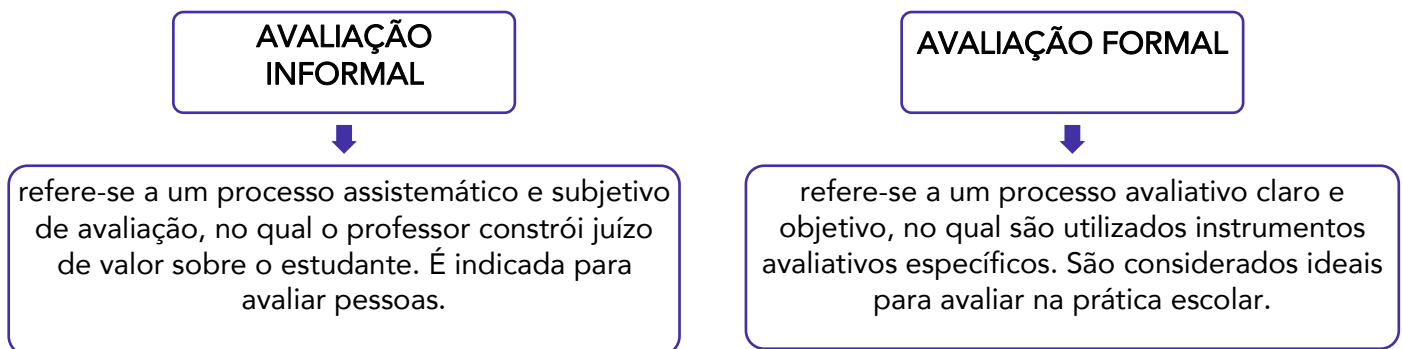 AVALIAÇÃO
INFORMAL
refere-se a um processo assistemático e subjetivo
de avaliação, no qual o professor constrói juízo
de valor sobre o estudante. É indicada para
avaliar pessoas.
AVALIAÇÃO FORMAL
refere-se a um processo avaliativo claro e
objetivo, no qual são utilizados instrumentos
avaliativos específicos. São considerados ideais
para avaliar na prática escolar.